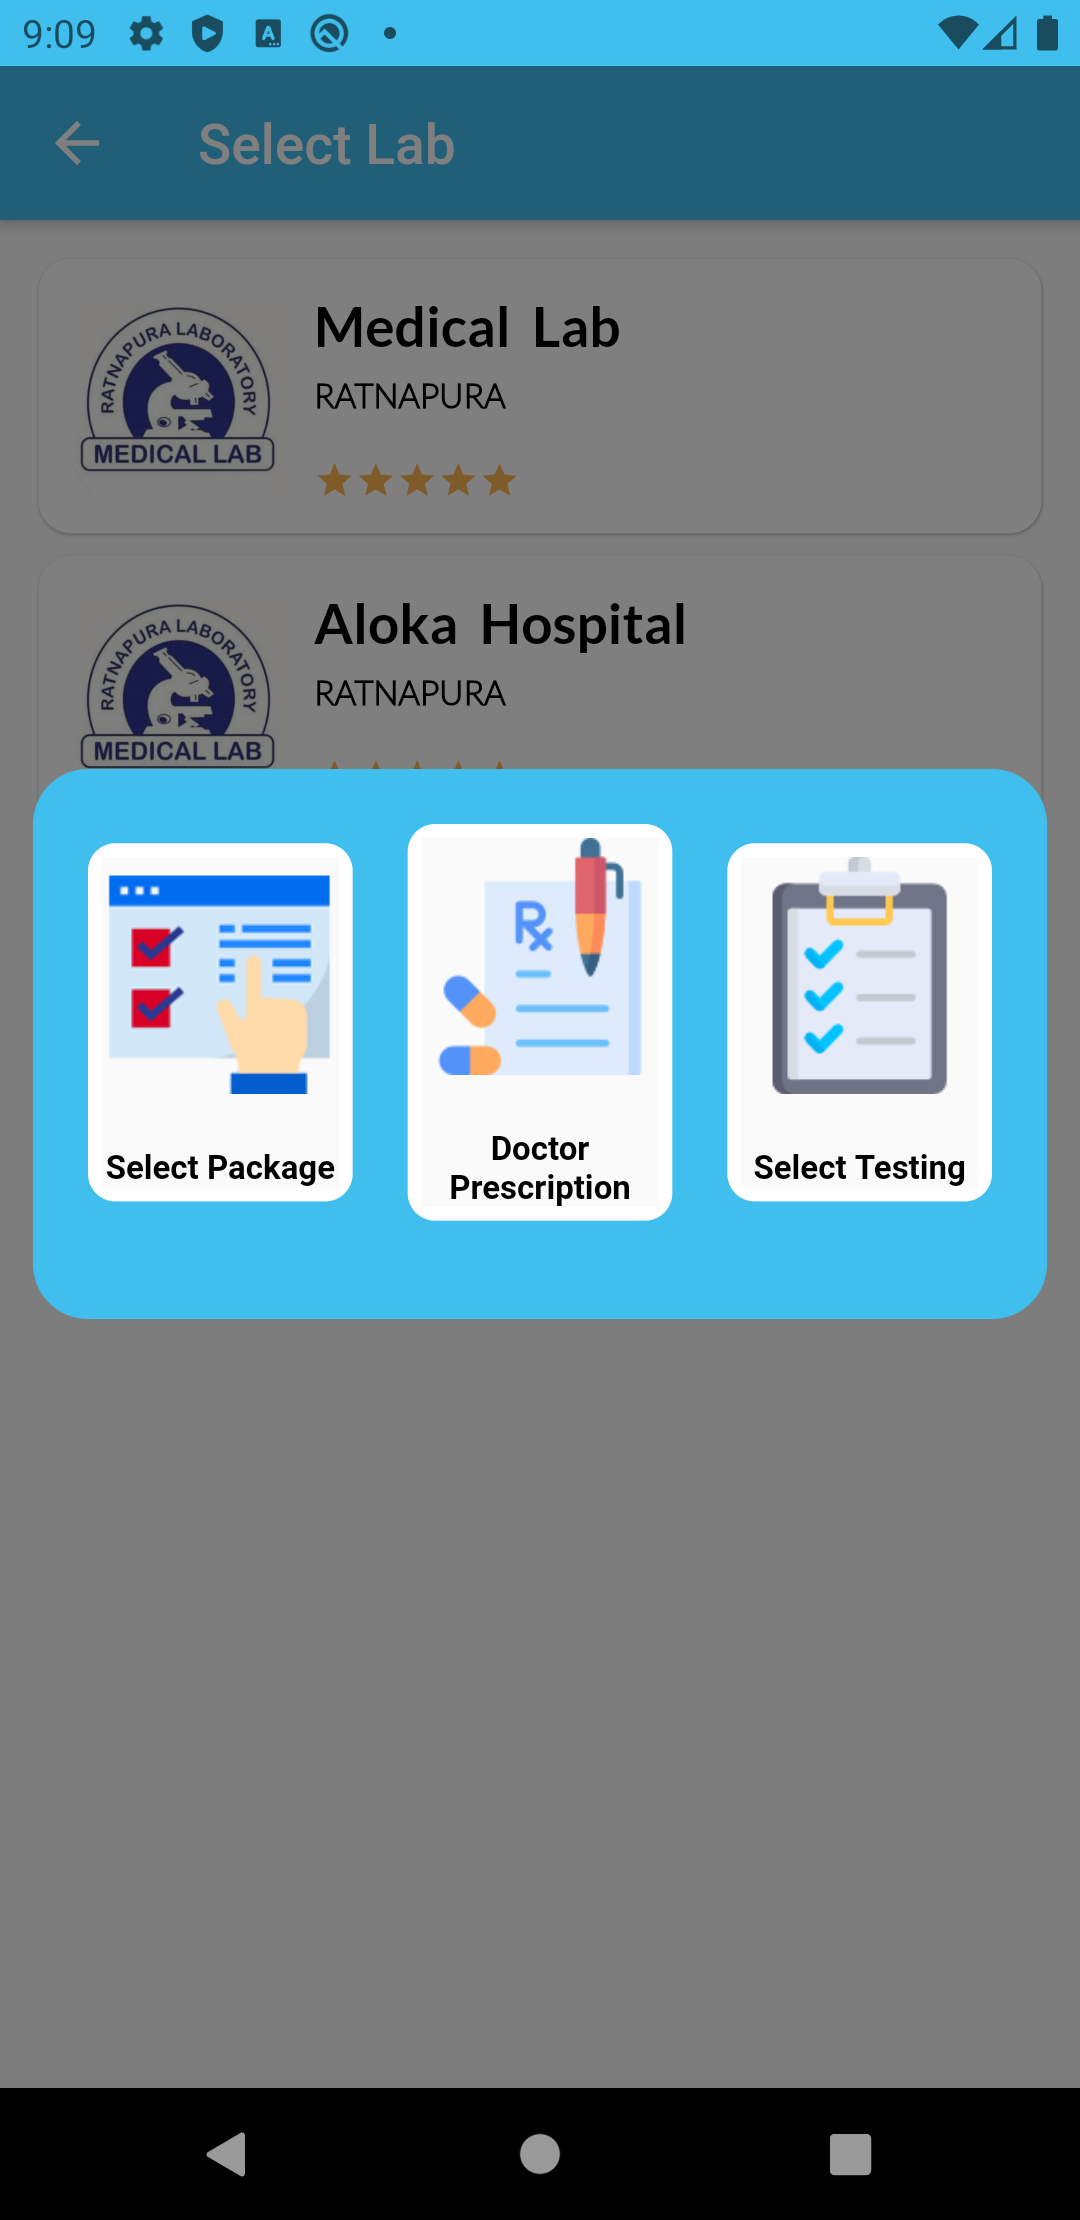 9:09
Select Lab
RATNAPURA LABORATORY
MEDICAL LAB
Medical Lab
RATNAPURA
RATNAPURA LABORATORY
MEDICAL LAB
Aloka Hospital
RATNAPURA
Rx
Select Package
Doctor
Prescription
Select Testing